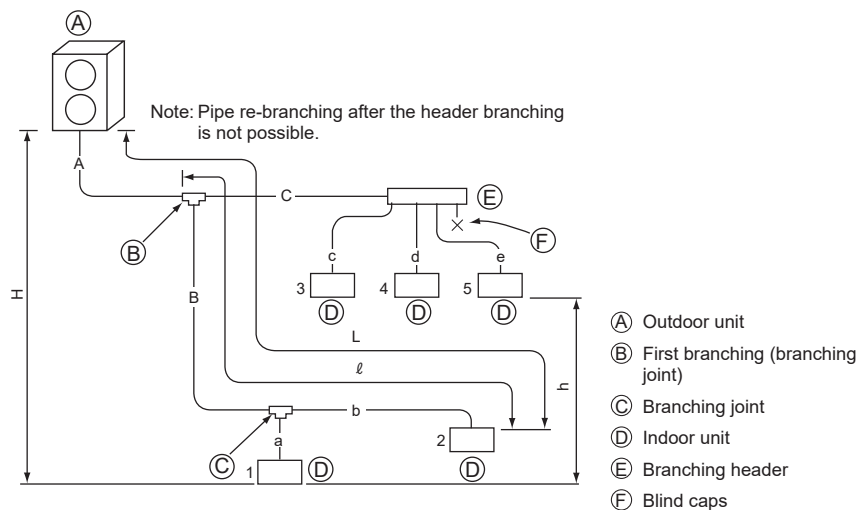 Ⓐ
Note: Pipe re-branching after the header branching
is not possible.
A
C
Ⓔ
Ⓑ
Ⓕ
c
d
e
B
3
4
5
Ⓓ
Ⓓ
Ⓓ
H
L
ℓ
h
b
a
2
Ⓒ
1
Ⓓ
Ⓓ
Ⓐ Outdoor unit
Ⓑ First branching (branching
joint)
Ⓒ Branching joint
Ⓓ Indoor unit
Ⓔ Branching header
Ⓕ Blind caps